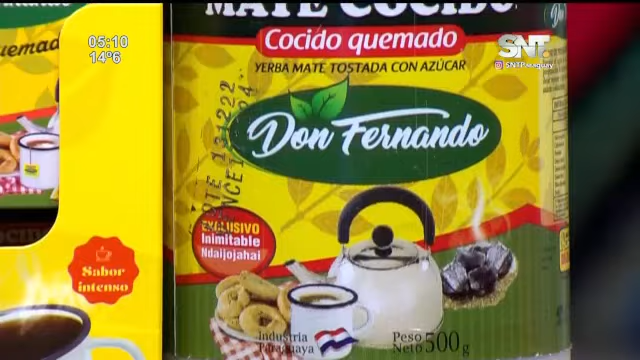 05:10
14°6
MATE COCIDO
Cocido quemado
YERBA MATE TOSTADA CON AZÚCAR
SNT
SNTParaguay
Don Fernando
EXCLUSIVO
Inimitable
Ndaijojahai
Sabor
intenso
Industria
Paraguaya
Peso
Neto 500g